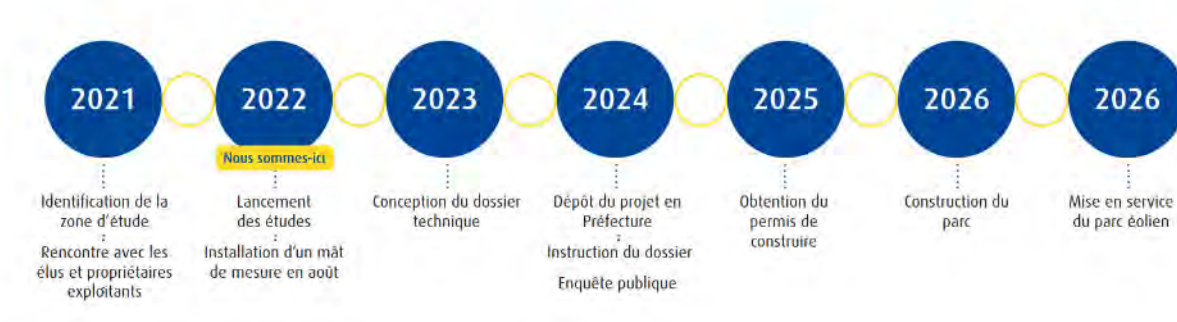 2021
2022
2023
2024
2025
2026
2026
Nous sommes-ici
Identification de la
zone d'étude
Rencontre avec les
élus et propriétaires
exploitants
Lancement
des études
Installation d'un mât
de mesure en août
Conception du dossier
technique
Dépôt du projet en
Préfecture
Instruction du dossier
Enquête publique
Obtention du
permis de
construire
Construction du
parc
Mise en service
du parc éolien